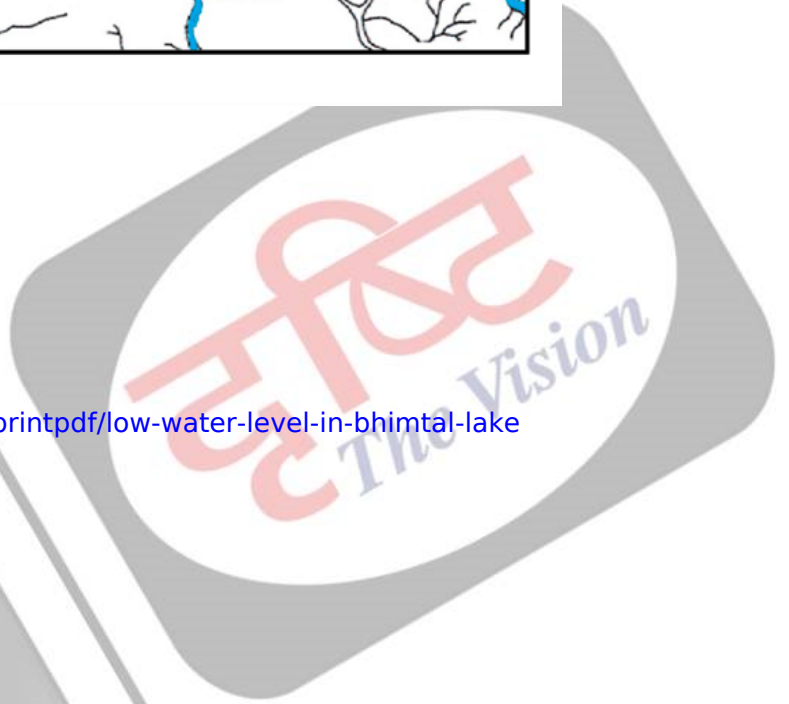 दृष्टि
The Vision
printpdf/low-water-level-in-bhimtal-lake